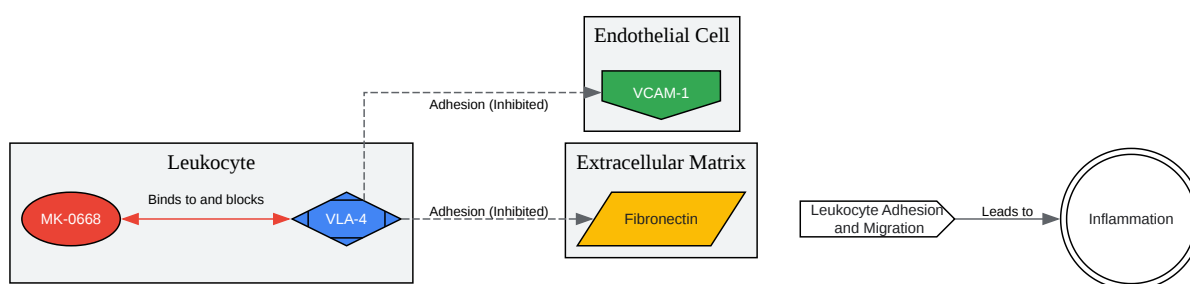 Endothelial Cell
VCAM-1
Adhesion (Inhibited)
Leukocyte
MK-0668
Binds to and blocks
VLA-4
Adhesion (Inhibited)
Extracellular Matrix
Fibronectin
Leukocyte Adhesion
and Migration
Leads to
Inflammation